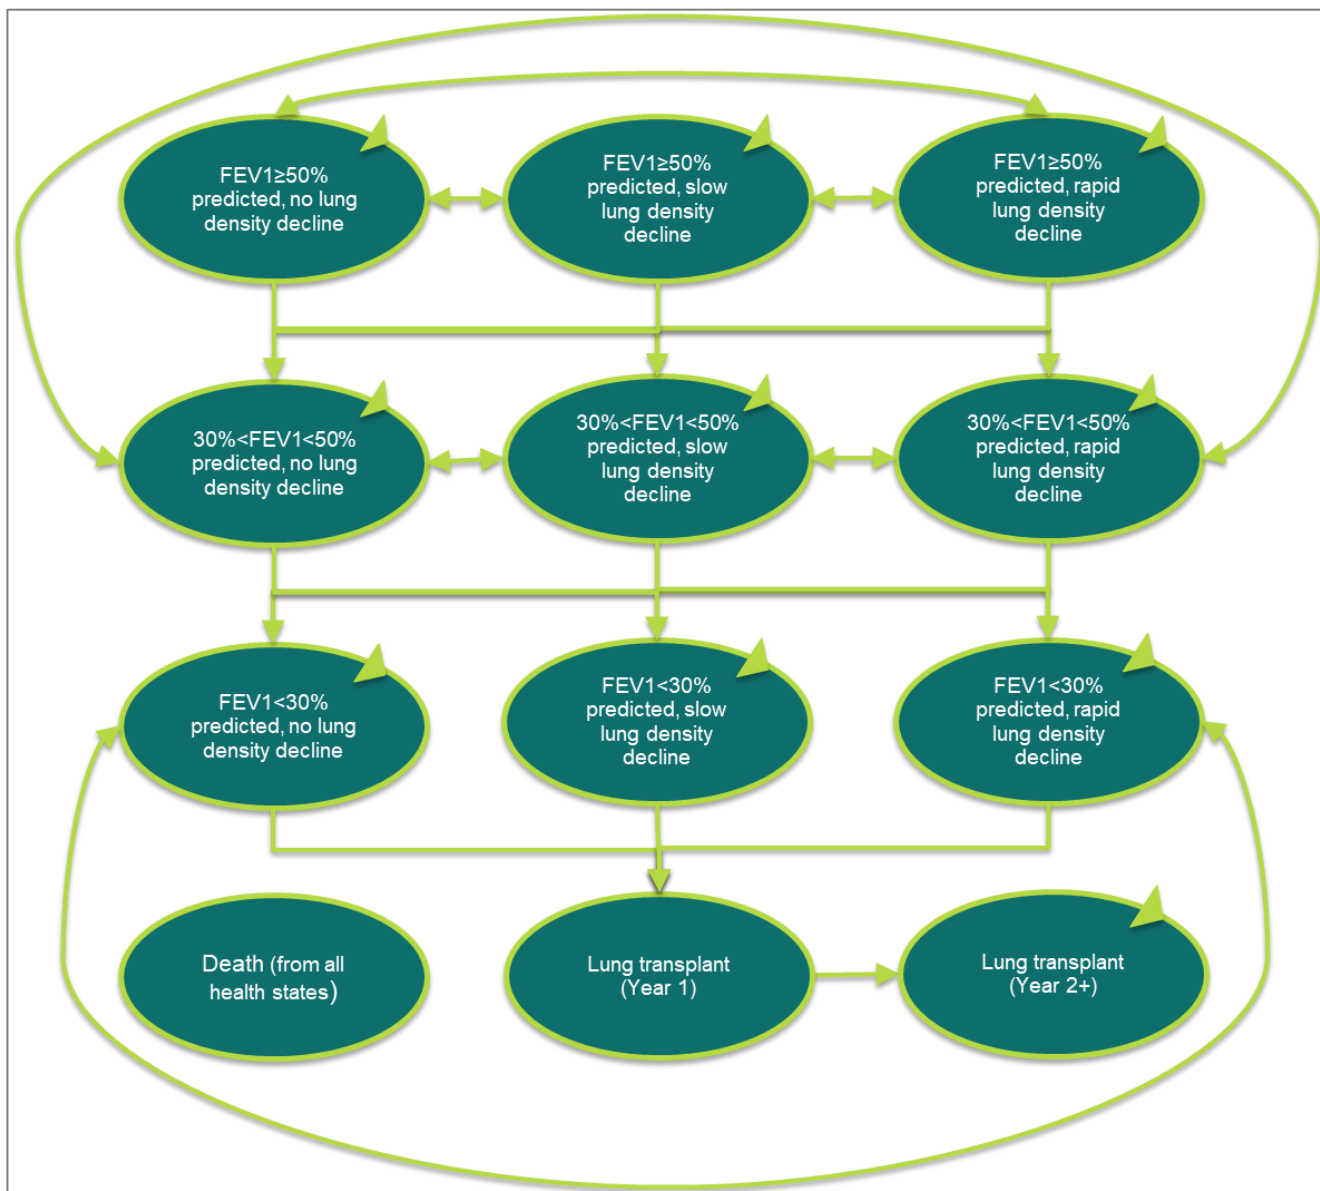 FEV1≥50%
predicted, no lung
density decline
FEV1≥50%
predicted, slow
lung density
decline
FEV1≥50%
predicted, rapid
lung density
decline
30%<FEV1<50%
predicted, no lung
density decline
30%<FEV1<50%
predicted, slow
lung density
decline
30%<FEV1<50%
predicted, rapid
lung density
decline
FEV1<30%
predicted, no lung
density decline
FEV1<30%
predicted, slow
lung density
decline
FEV1<30%
predicted, rapid
lung density
decline
Death (from all
health states)
Lung transplant
(Year 1)
Lung transplant
(Year 2+)